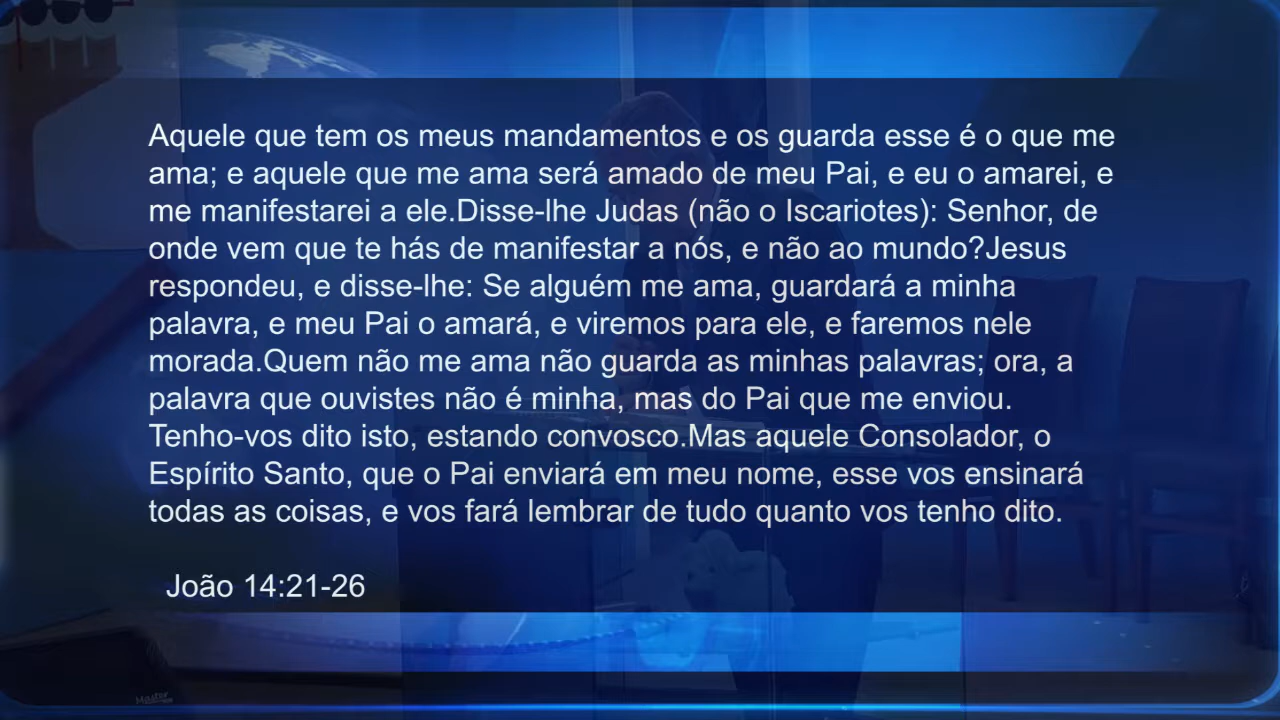 Aquele que tem os meus mandamentos e os guarda esse é o que me
ama; e aquele que me ama será amado de meu Pai, e eu o amarei, e
me manifestarei a ele.Disse-lhe Judas (não o Iscariotes): Senhor, de
onde vem que te hás de manifestar a nós, e não ao mundo?Jesus
respondeu, e disse-lhe: Se alguém me ama, guardará a minha
palavra, e meu Pai o amará, e viremos para ele, e faremos nele
morada.Quem não me ama não guarda as minhas palavras; ora, a
palavra que ouvistes não é minha, mas do Pai que me enviou.
Tenho-vos dito isto, estando convosco.Mas aquele Consolador, o
Espírito Santo, que o Pai enviará em meu nome, esse vos ensinará
todas as coisas, e vos fará lembrar de tudo quanto vos tenho dito.
João 14:21-26
Master